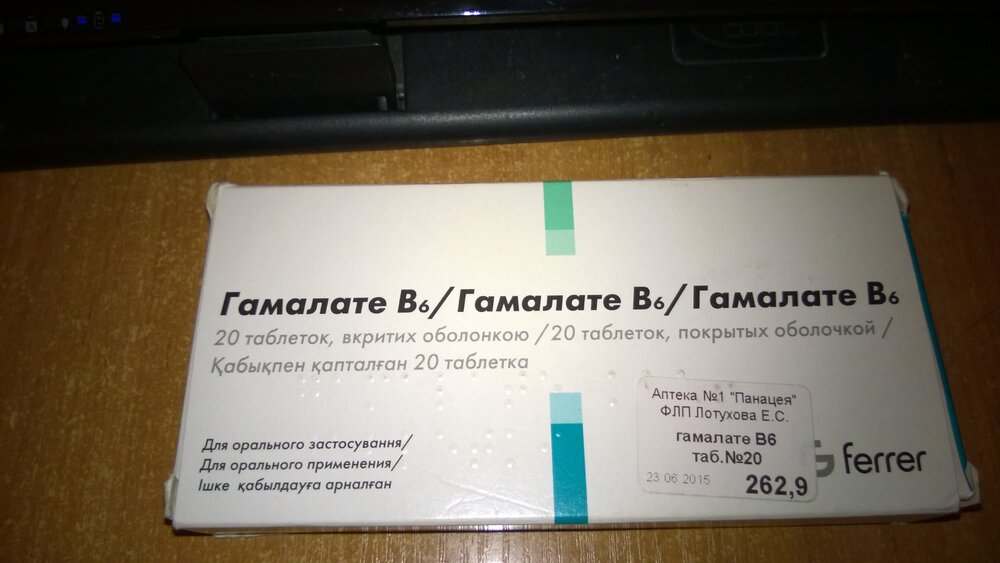 Гамалате В₆/Гамалате В₆/Гамалате В₆
20 таблеток, вкритих оболонкою /20 таблеток, покрытых оболочкой /
Қабықпен қапталған 20 таблетка
Для орального застосування/
Для орального применения/
Ішке қабылдауға арналған
Аптека №1 "Панацея"
ФЛП Лотухова Е.С.
гамалате В6
таб.№20
23.06 2015 262,9
ferrer